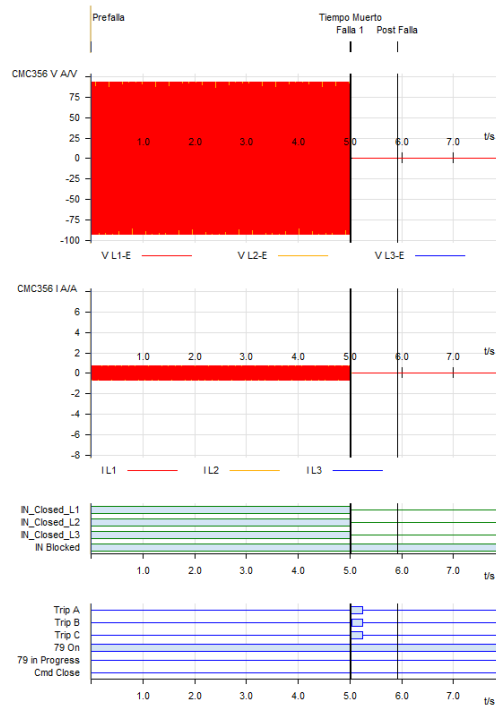 Prefalla
Tiempo Muerto
Falla 1
Post Falla
CMC356 V A/V
75
50
25
0
-25
-50
-75
-100
1.0 2.0 3.0 4.0 5.0 6.0 7.0
t/s
V L1-E V L2-E V L3-E
CMC356 I A/A
6
4
2
0
-2
-4
-6
-8
1.0 2.0 3.0 4.0 5.0 6.0 7.0
t/s
I L1 I L2 I L3
IN_Closed_L1
IN_Closed_L2
IN_Closed_L3
IN Blocked
1.0 2.0 3.0 4.0 5.0 6.0 7.0
t/s
Trip A
Trip B
Trip C
79 On
79 in Progress
Cmd Close
1.0 2.0 3.0 4.0 5.0 6.0 7.0
t/s